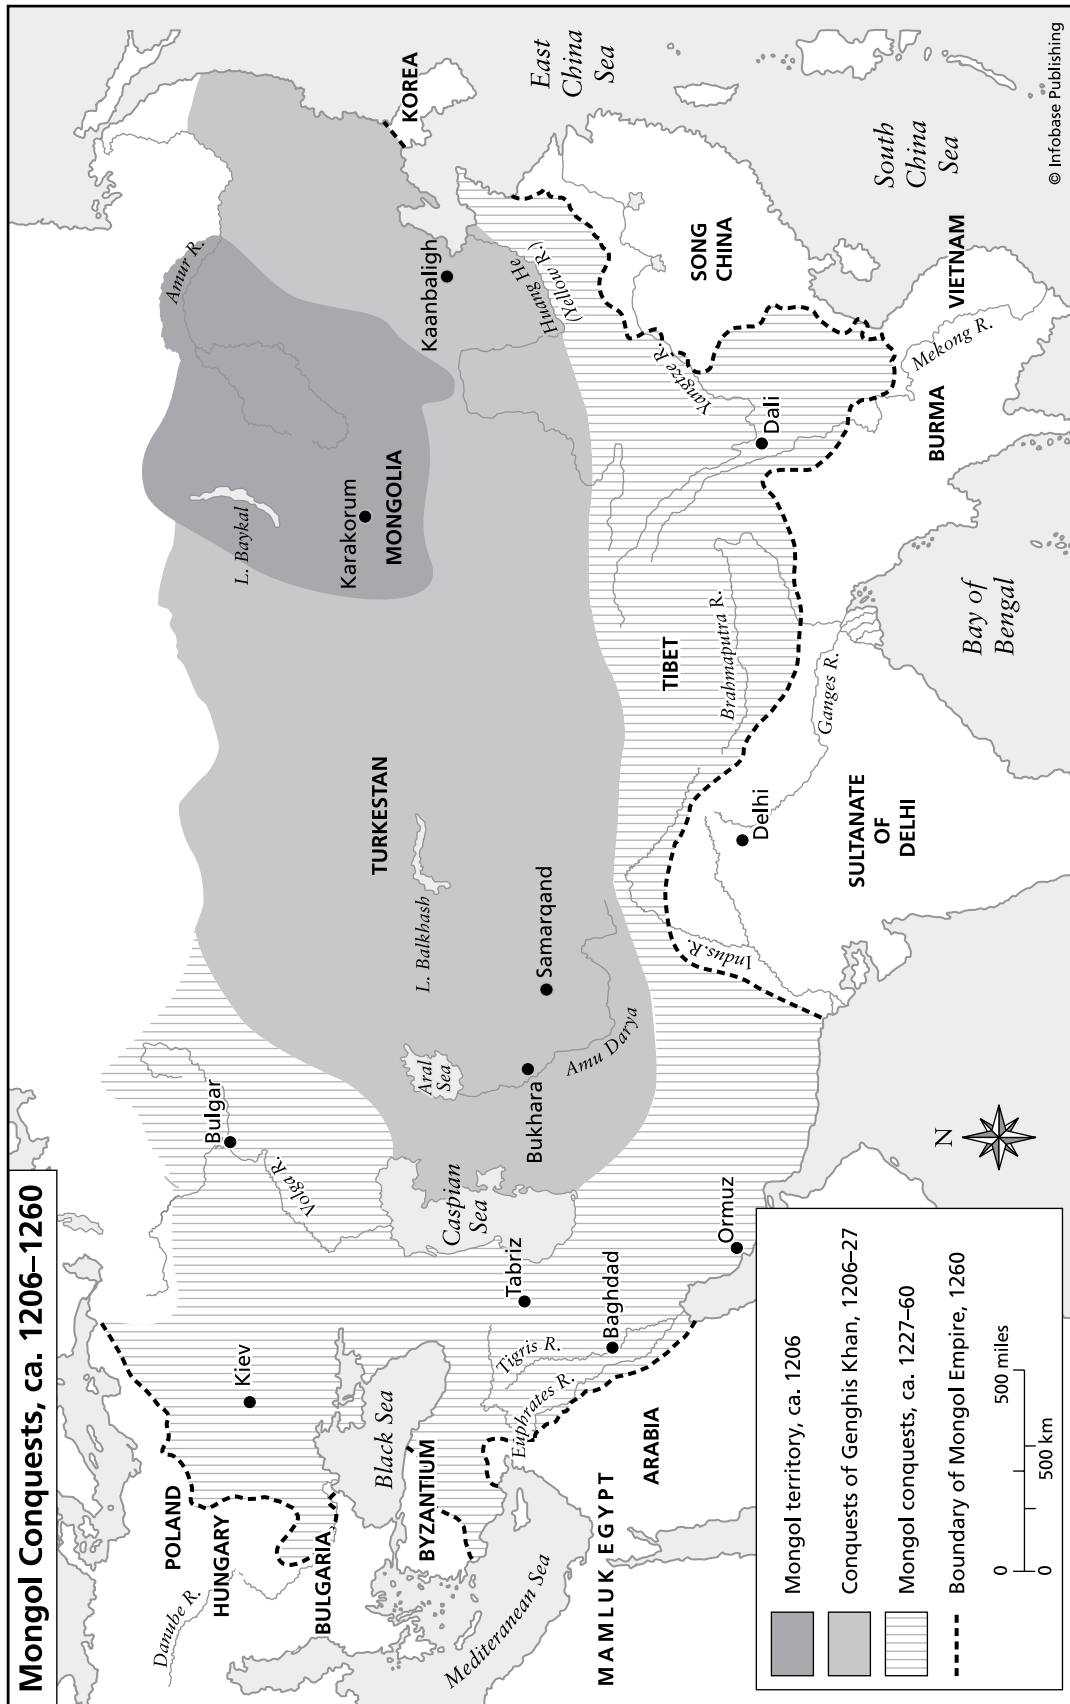 Mongol Conquests, ca. 1206–1260
POLAND
HUNGARY
Danube R.
BULGARIA
Kiev
Black Sea
BYZANTIUM
Mediterranean Sea
MAMLUK EGYPT
ARABIA
Euphrates R.
Tigris R.
Baghdad
Tabriz
Ormuz
Caspian
Sea
Volga R.
Bulgar
Aral
Sea
Bukhara
Amu Darya
Samarqand
L. Balkhash
TURKESTAN
Indus R.
Delhi
SULTANATE
OF
DELHI
Ganges R.
Brahmaputra R.
TIBET
Bay of
Bengal
L. Baykal
Karakorum
MONGOLIA
Amur R.
Kaanbaligh
Huang He
(Yellow R.)
Yangtze R.
Dali
BURMA
Mekong R.
VIETNAM
SONG
CHINA
KOREA
East
China
Sea
South
China
Sea
N
Mongol territory, ca. 1206
Conquests of Genghis Khan, 1206–27
Mongol conquests, ca. 1227–60
Boundary of Mongol Empire, 1260
0 500 miles
0 500 km
© Infobase Publishing